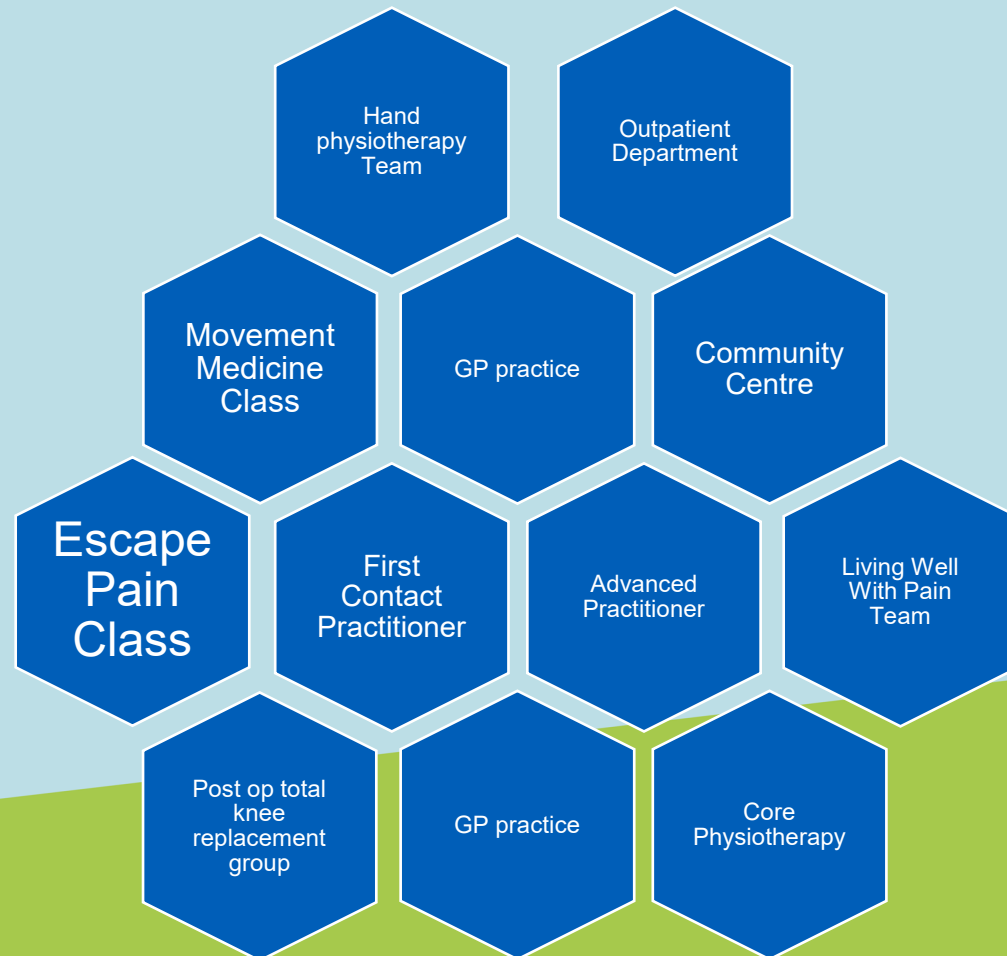 Hand
physiotherapy
Team
Outpatient
Department
Movement
Medicine
Class
GP practice
Community
Centre
Escape
Pain
Class
First
Contact
Practitioner
Advanced
Practitioner
Living Well
With Pain
Team
Post op total
knee
replacement
group
GP practice
Core
Physiotherapy